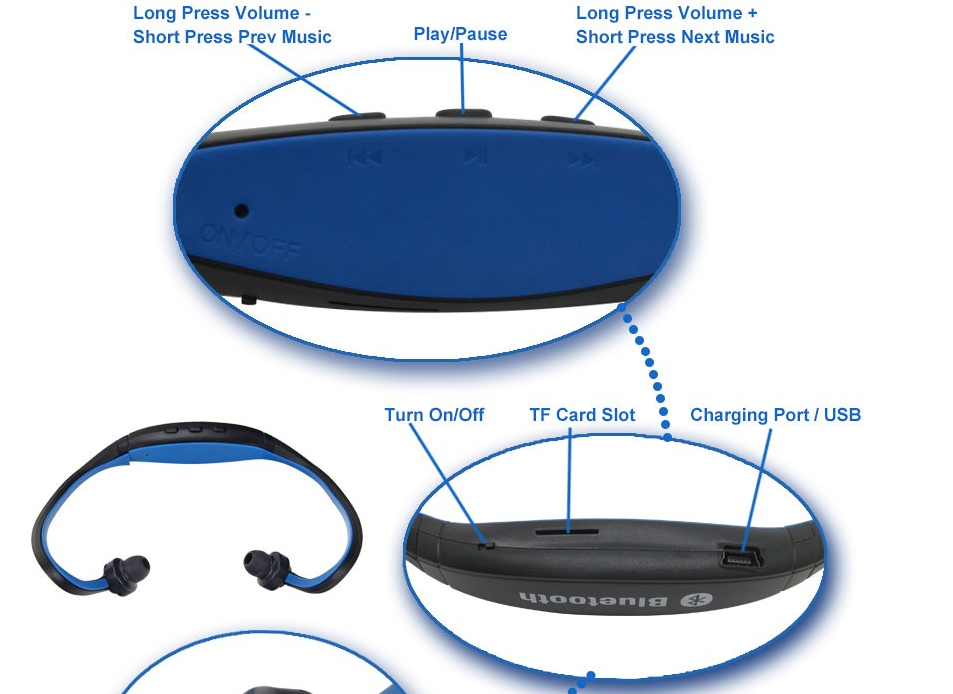 Long Press Volume -
Short Press Prev Music
Play/Pause
Long Press Volume +
Short Press Next Music
ON/OFF
Turn On/Off
TF Card Slot
Charging Port / USB
Bluetooth